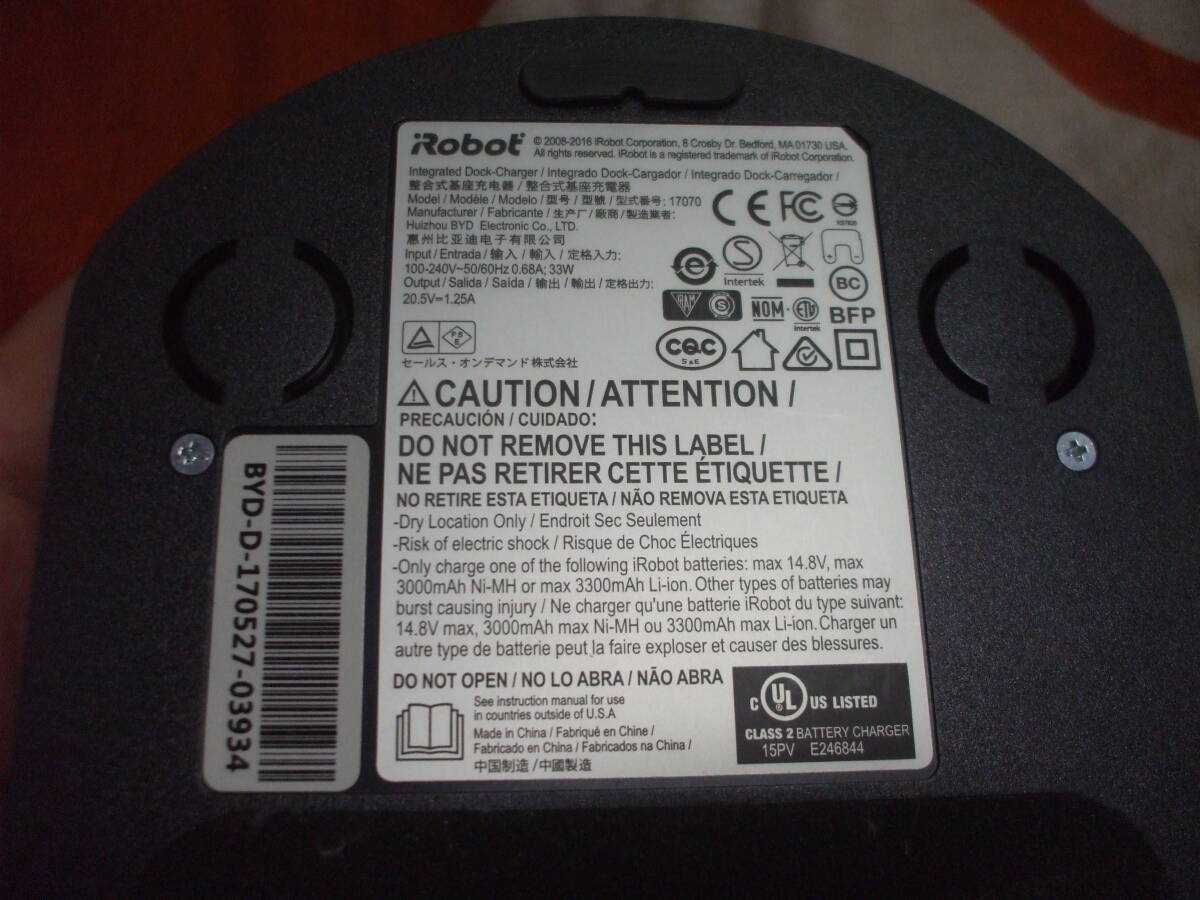 iRobot
© 2008-2016 iRobot Corporation, 8 Crosby Dr. Bedford, MA 01730 USA.
All rights reserved. iRobot is a registered trademark of iRobot Corporation.
Integrated Dock-Charger / Integrado Dock-Cargador / Integrado Dock-Carregador /
整合式基座充电器 / 整合式基座充電器
Model / Modèle / Modelo / 型号 / 型號 / 型式番号: 17070
Manufacturer / Fabricante / 生产厂 / 廠商 / 製造業者:
Huizhou BYD Electronic Co., LTD.
惠州比亚迪电子有限公司
Input / Entrada / 输入 / 輸入 / 定格入力:
100-240V~50/60Hz 0.68A; 33W
Output / Salida / Saída / 输出 / 輸出 / 定格出力:
20.5V=1.25A
CE FC
e S
Intertek
BC
NOM
Intertek
BFP
PS
E
CQC
S&E
セールス・オンデマンド株式会社
CAUTION / ATTENTION /
PRECAUCIÓN / CUIDADO:
DO NOT REMOVE THIS LABEL /
NE PAS RETIRER CETTE ÉTIQUETTE /
NO RETIRE ESTA ETIQUETA / NÃO REMOVA ESTA ETIQUETA
-Dry Location Only / Endroit Sec Seulement
-Risk of electric shock / Risque de Choc Électriques
-Only charge one of the following iRobot batteries: max 14.8V, max
3000mAh Ni-MH or max 3300mAh Li-ion. Other types of batteries may
burst causing injury / Ne charger qu'une batterie iRobot du type suivant:
14.8V max, 3000mAh max Ni-MH ou 3300mAh max Li-ion. Charger un
autre type de batterie peut la faire exploser et causer des blessures.
DO NOT OPEN / NO LO ABRA / NÃO ABRA
See instruction manual for use
in countries outside of U.S.A
Made in China / Fabriqué en Chine /
Fabricado en China / Fabricados na China /
中国制造 / 中國製造
C UL US LISTED
CLASS 2 BATTERY CHARGER
15PV E246844
BYD-D-170527-03934